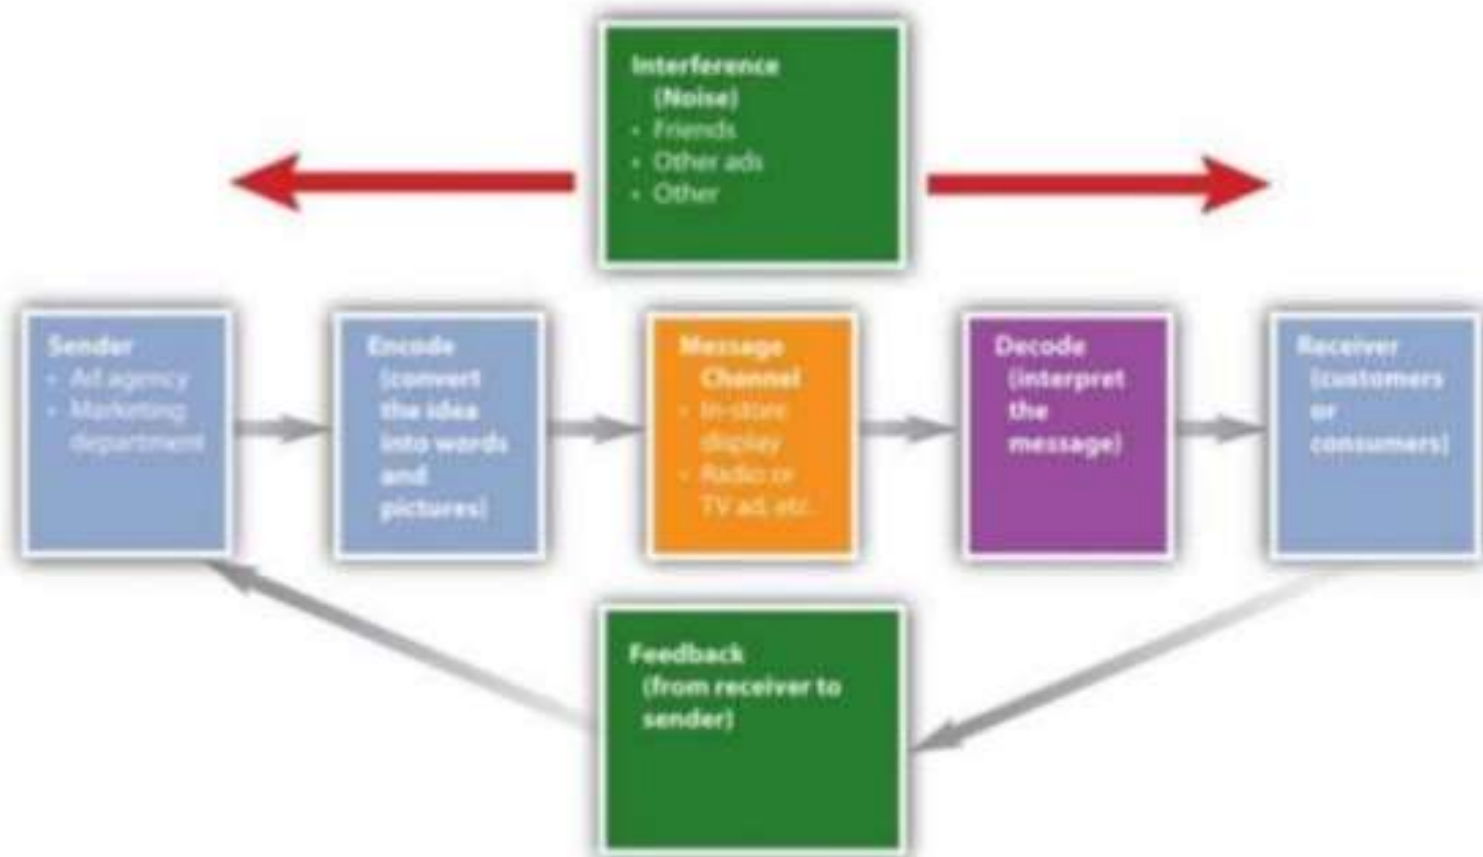 Interference
(Noise)
• Friends
• Other ads
• Other
Sender
• Ad agency
• Marketing
department
Encode
(convert
the idea
into words
and
pictures)
Message
Channel
• In-store
display
• Radio or
TV ad, etc.
Decode
(interpret
the
message)
Receiver
(customers
or
consumers)
Feedback
(from receiver to
sender)